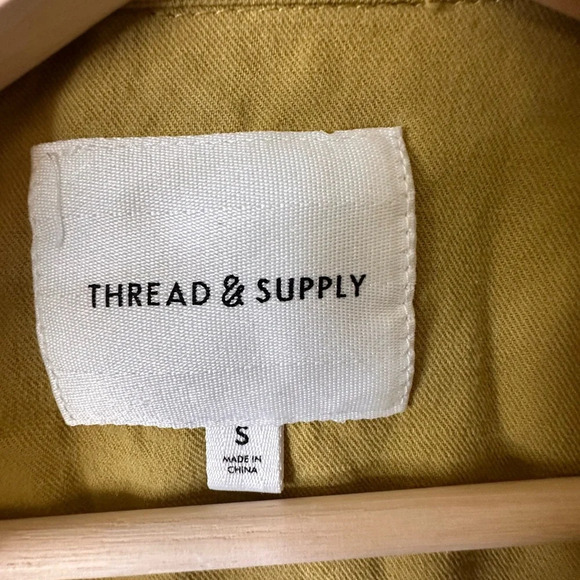 THREAD & SUPPLY
S
MADE IN
CHINA